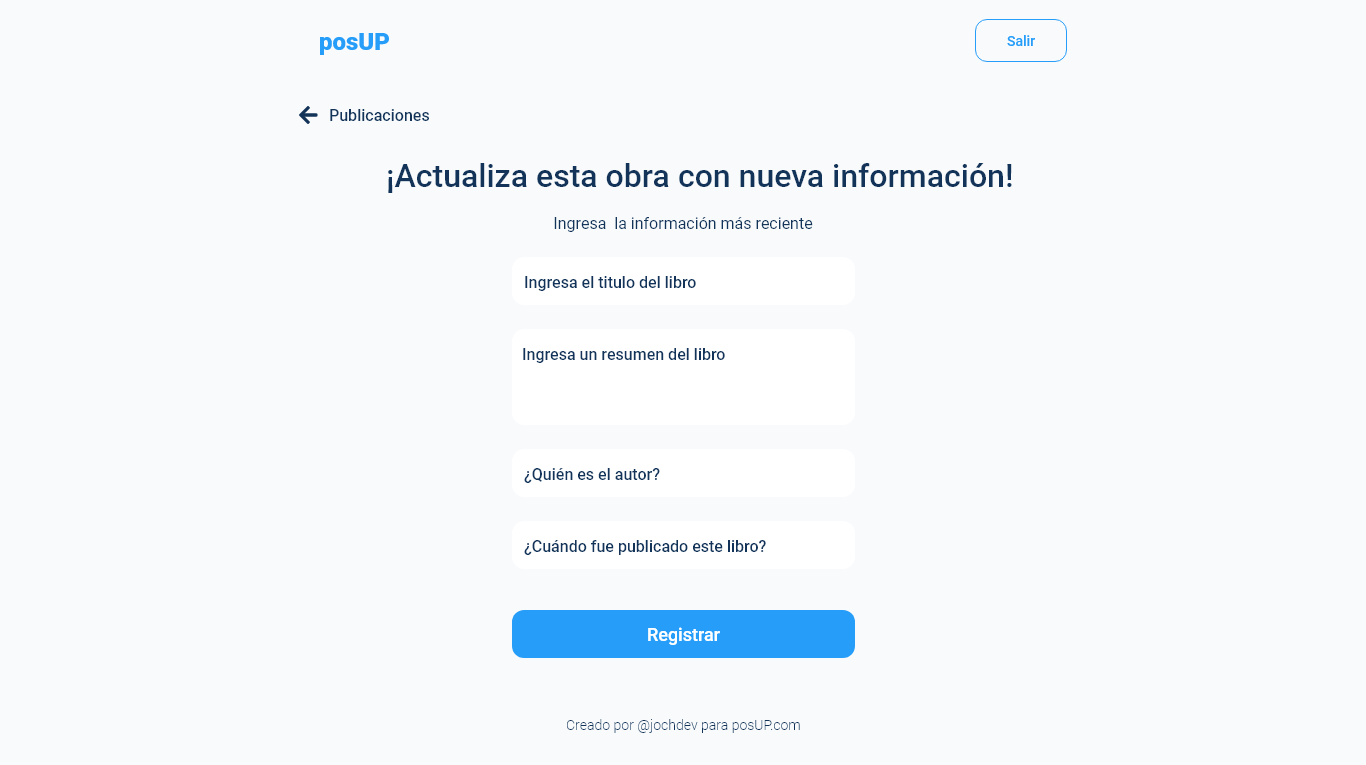 posUP
Salir
Publicaciones
¡Actualiza esta obra con nueva información!
Ingresa  la información más reciente
Ingresa el titulo del libro
Ingresa un resumen del libro
¿Quién es el autor?
¿Cuándo fue publicado este libro?
Registrar
Creado por @jochdev para posUP.com